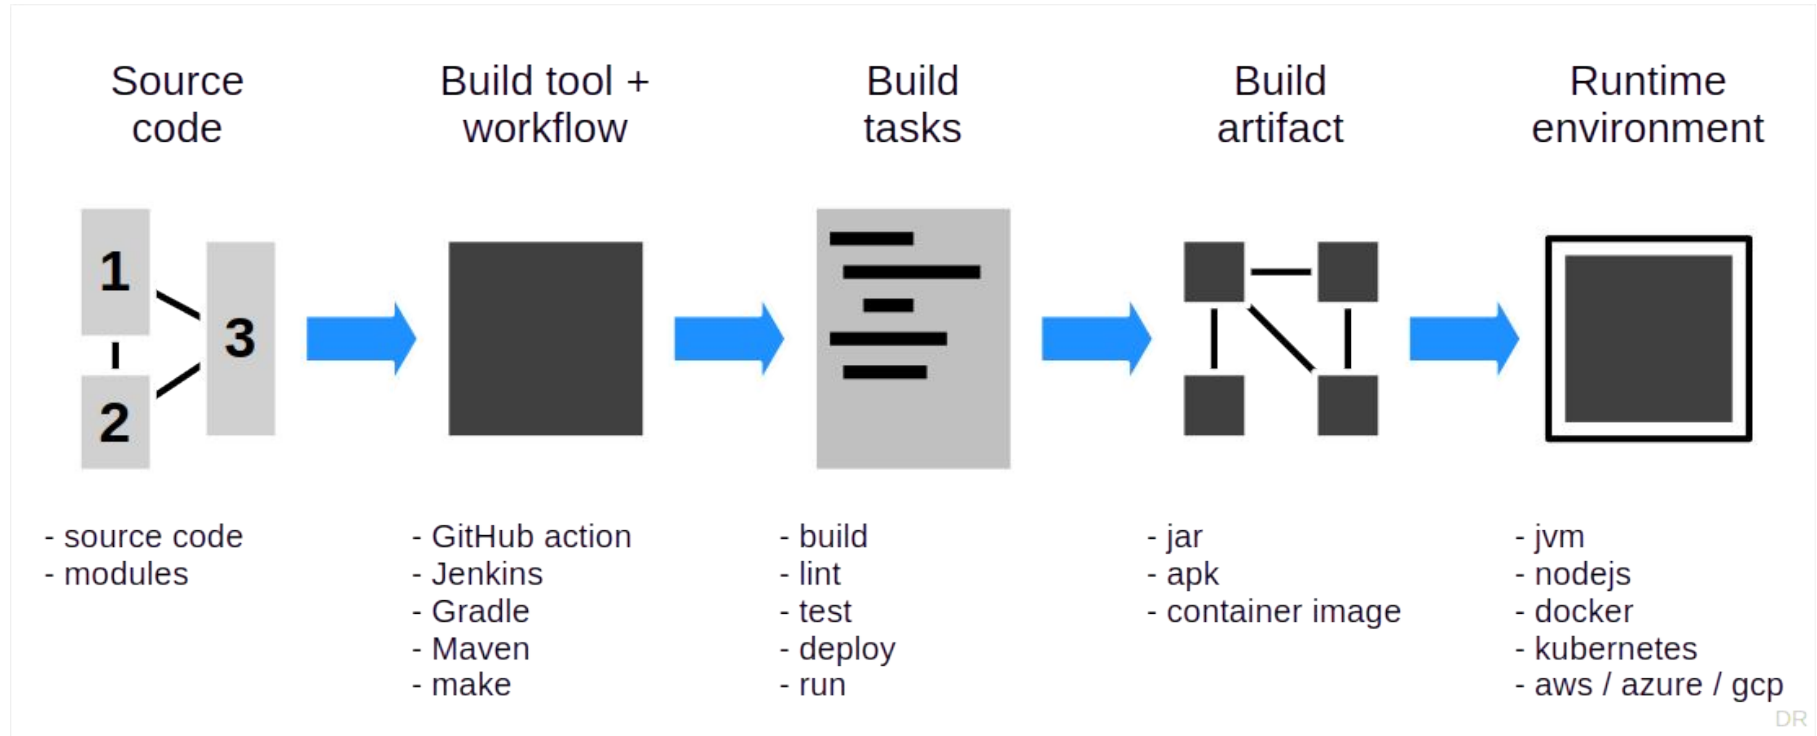 Source
code
Build tool +
workflow
Build
tasks
Build
artifact
Runtime
environment
1
2
3
- source code
- modules
- GitHub action
- Jenkins
- Gradle
- Maven
- make
- build
- lint
- test
- deploy
- run
- jar
- apk
- container image
- jvm
- nodejs
- docker
- kubernetes
- aws / azure / gcp
DR